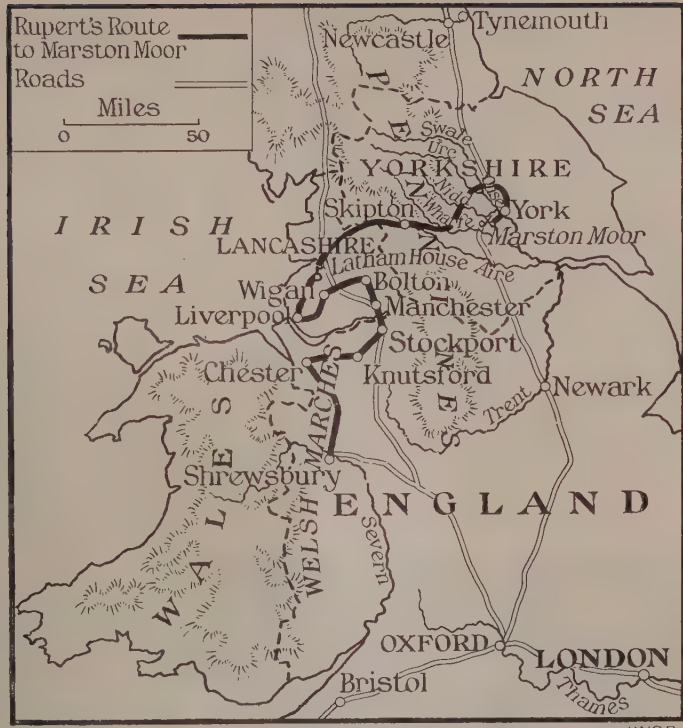 Rupert's Route
to Marston Moor
Roads
Miles
0 50
Tynemouth
Newcastle
NORTH
SEA
PENNINE
Swale
Ure
YORKSHIRE
Nidd
Ouse
Wharfe
Skipton
York
Marston Moor
IRISH
SEA
LANCASHIRE
Latham House
Aire
Wigan
Bolton
Liverpool
Manchester
Stockport
Chester
Knutsford
Newark
Trent
WELSH MARCHES
Shrewsbury
ENGLAND
WALES
Severn
OXFORD
LONDON
Bristol
Thames